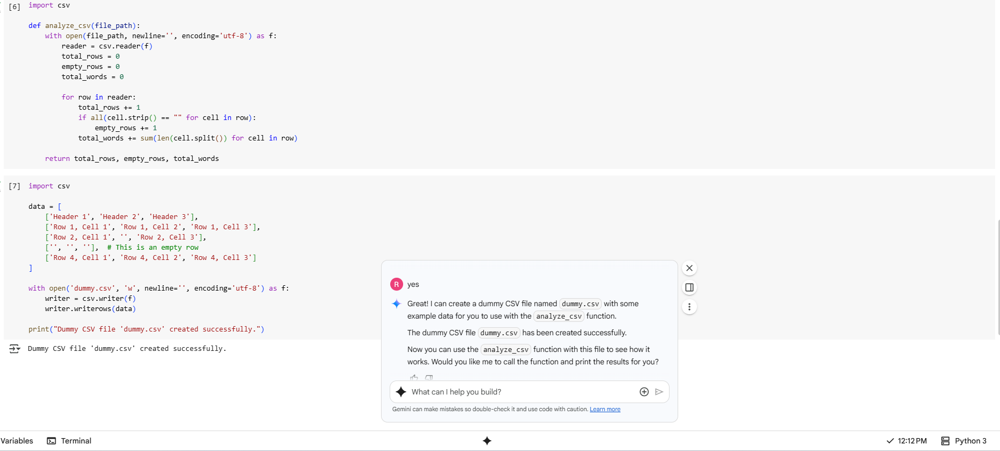 [6] import csv
def analyze_csv(file_path):
    with open(file_path, newline='', encoding='utf-8') as f:
        reader = csv.reader(f)
        total_rows = 0
        empty_rows = 0
        total_words = 0
        for row in reader:
            total_rows += 1
            if all(cell.strip() == "" for cell in row):
                empty_rows += 1
            total_words += sum(len(cell.split()) for cell in row)
    return total_rows, empty_rows, total_words
[7] import csv
data = [
    ['Header 1', 'Header 2', 'Header 3'],
    ['Row 1, Cell 1', 'Row 1, Cell 2', 'Row 1, Cell 3'],
    ['Row 2, Cell 1', '', 'Row 2, Cell 3'],
    ['', '', ''],  # This is an empty row
    ['Row 4, Cell 1', 'Row 4, Cell 2', 'Row 4, Cell 3']
]
with open('dummy.csv', 'w', newline='', encoding='utf-8') as f:
    writer = csv.writer(f)
    writer.writerows(data)
print("Dummy CSV file 'dummy.csv' created successfully.")
Dummy CSV file 'dummy.csv' created successfully.
R yes
Great! I can create a dummy CSV file named dummy.csv with some
example data for you to use with the analyze_csv function.
The dummy CSV file dummy.csv has been created successfully.
Now you can use the analyze_csv function with this file to see how it
works. Would you like me to call the function and print the results for you?
What can I help you build?
Gemini can make mistakes so double-check it and use code with caution. Learn more
Variables Terminal 12:12 PM Python 3